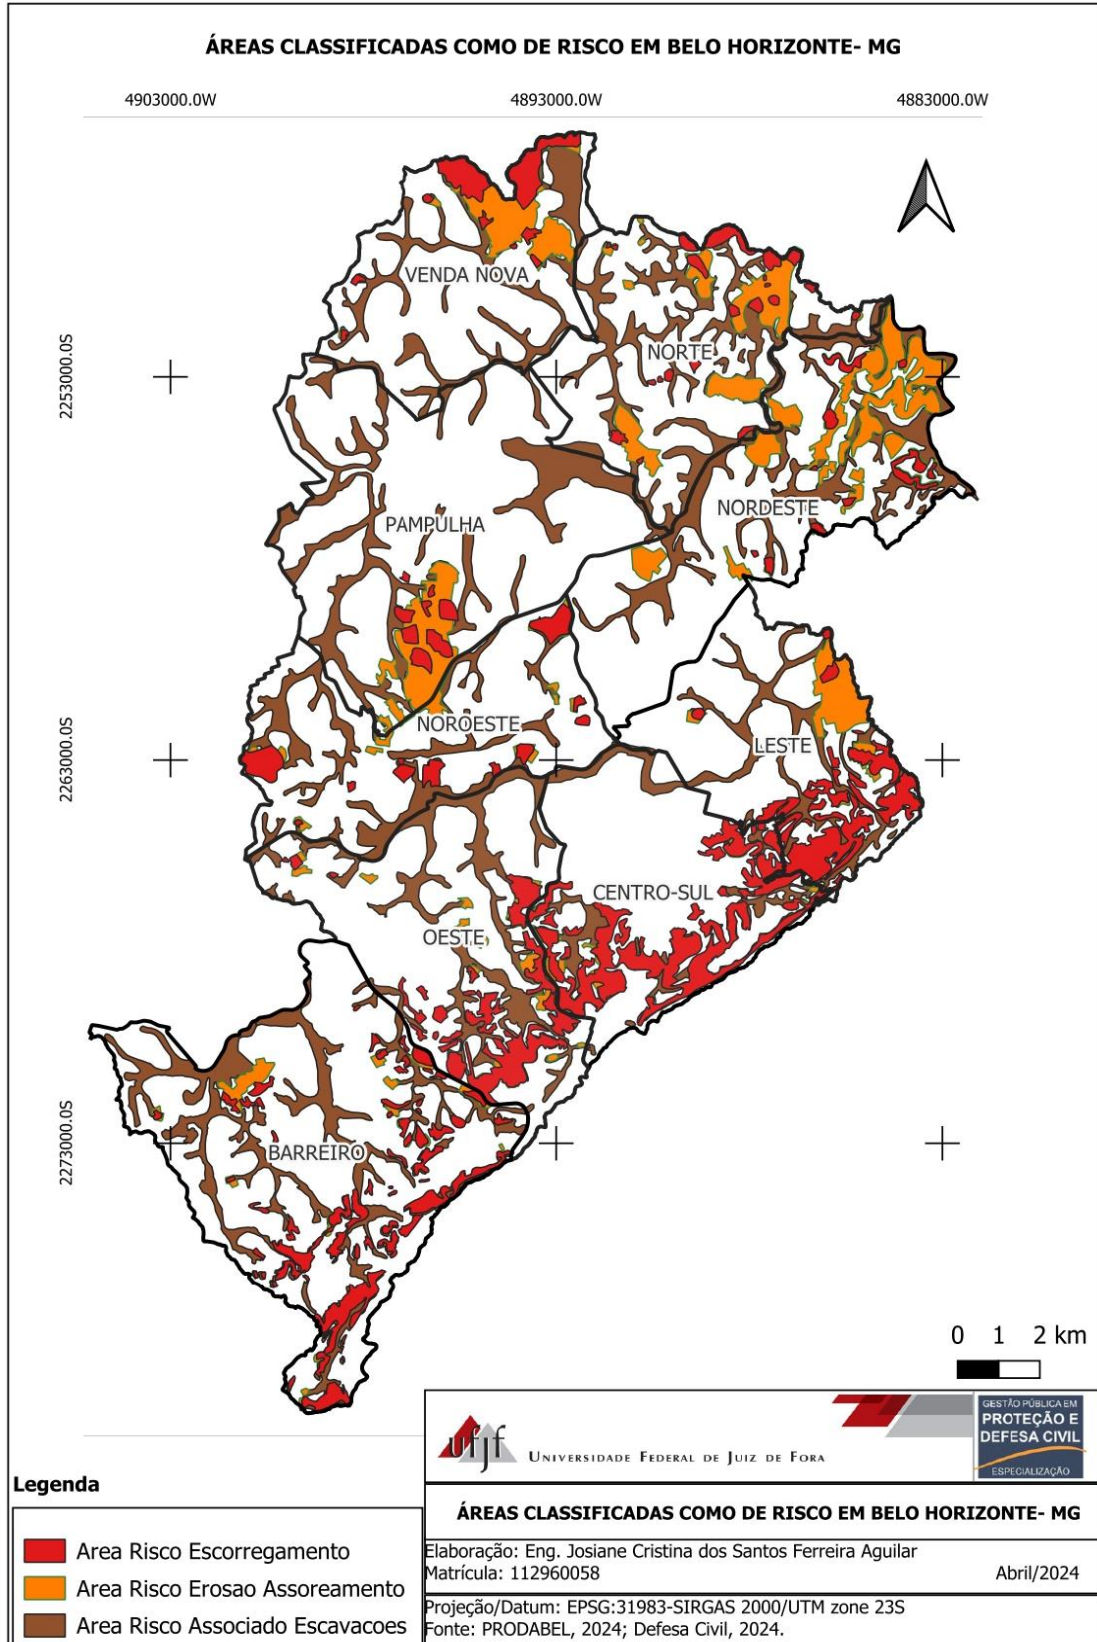 ÁREAS CLASSIFICADAS COMO DE RISCO EM BELO HORIZONTE- MG
4903000.0W 4893000.0W 4883000.0W
VENDA NOVA
NORTE
22530000.0S
NORDESTE
PAMPULHA
NOROESTE
LESTE
22630000.0S
CENTRO-SUL
OESTE
2273000.0S
BARREIRO
0 1 2 km
ufjf UNIVERSIDADE FEDERAL DE JUIZ DE FORA
GESTÃO PÚBLICA EM
PROTEÇÃO E
DEFESA CIVIL
ESPECIALIZAÇÃO
Legenda
Area Risco Escorregamento
Area Risco Erosao Assoreamento
Area Risco Associado Escavacoes
ÁREAS CLASSIFICADAS COMO DE RISCO EM BELO HORIZONTE- MG
Elaboração: Eng. Josiane Cristina dos Santos Ferreira Aguilar
Matrícula: 112960058 Abril/2024
Projeção/Datum: EPSG:31983-SIRGAS 2000/UTM zone 23S
Fonte: PRODABEL, 2024; Defesa Civil, 2024.